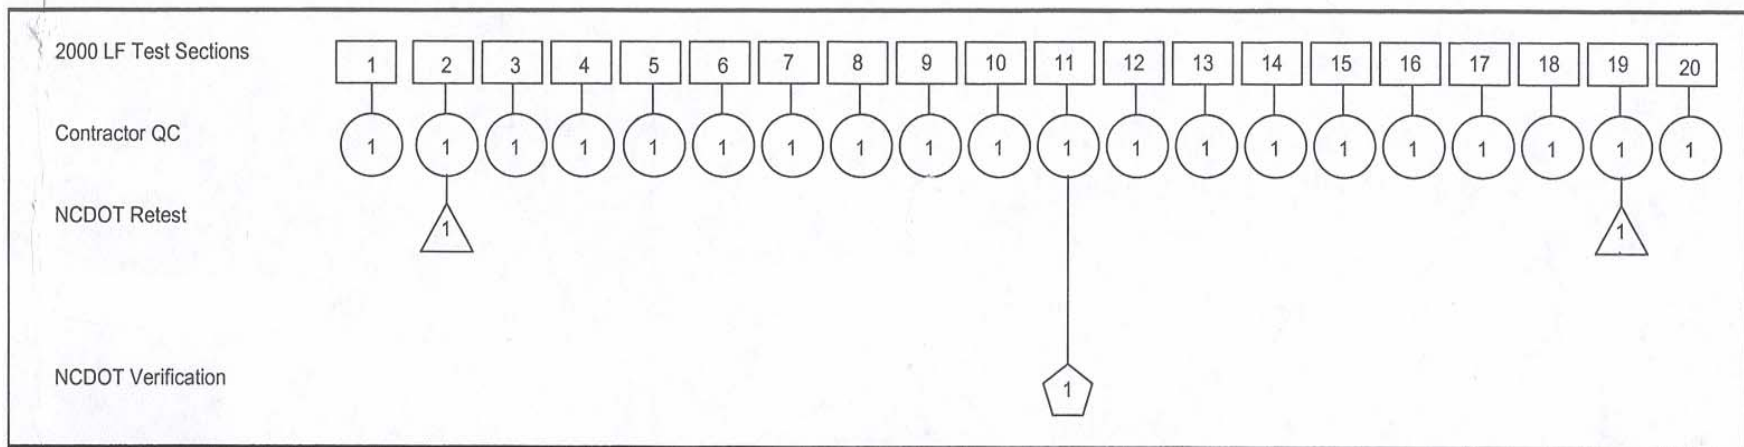 2000 LF Test Sections 1 2 3 4 5 6 7 8 9 10 11 12 13 14 15 16 17 18 19 20
Contractor QC 1 1 1 1 1 1 1 1 1 1 1 1 1 1 1 1 1 1 1 1
NCDOT Retest 1 1
NCDOT Verification 1